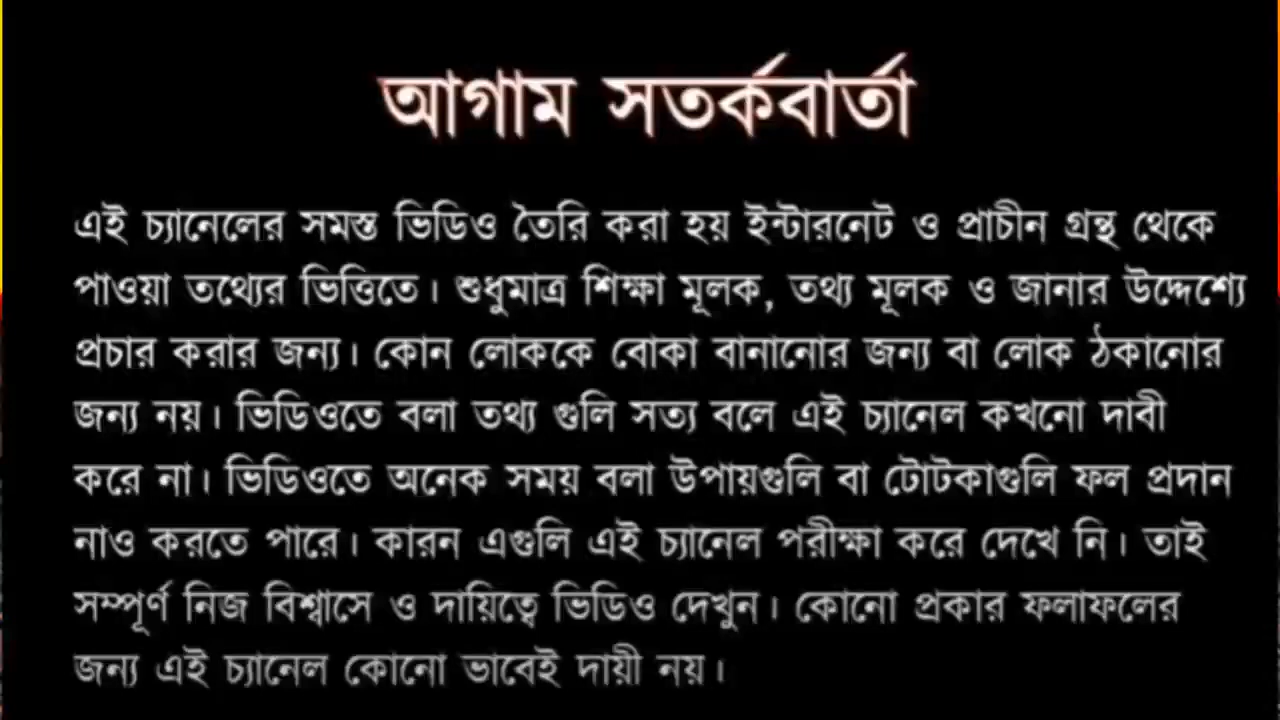 আগাম সতর্কবার্তা
এই চ্যানেলের সমস্ত ভিডিও তৈরি করা হয় ইন্টারনেট ও প্রাচীন গ্রন্থ থেকে
পাওয়া তথ্যের ভিত্তিতে। শুধুমাত্র শিক্ষা মূলক, তথ্য মূলক ও জানার উদ্দেশ্যে
প্রচার করার জন্য। কোন লোককে বোকা বানানোর জন্য বা লোক ঠকানোর
জন্য নয়। ভিডিওতে বলা তথ্য গুলি সত্য বলে এই চ্যানেল কখনো দাবী
করে না। ভিডিওতে অনেক সময় বলা উপায়গুলি বা টোটকাগুলি ফল প্রদান
নাও করতে পারে। কারন এগুলি এই চ্যানেল পরীক্ষা করে দেখে নি। তাই
সম্পূর্ণ নিজ বিশ্বাসে ও দায়িত্বে ভিডিও দেখুন। কোনো প্রকার ফলাফলের
জন্য এই চ্যানেল কোনো ভাবেই দায়ী নয়।